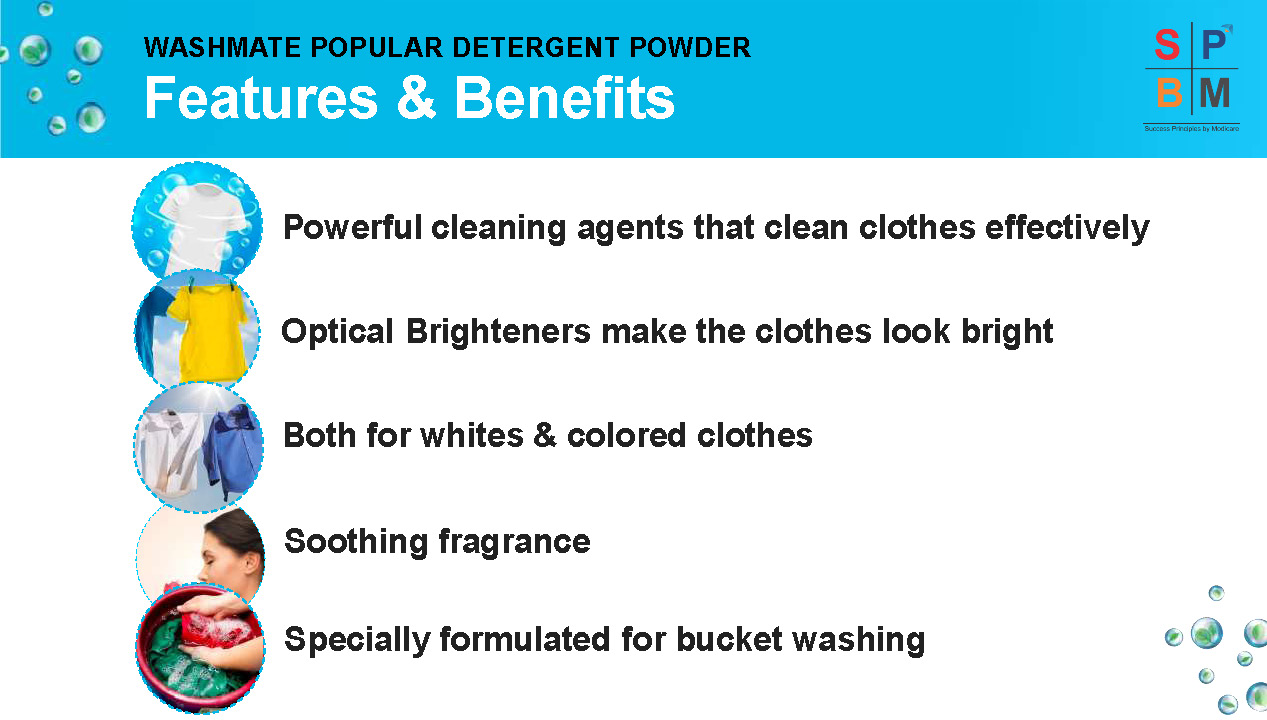 WASHMATE POPULAR DETERGENT POWDER
Features & Benefits
S P
B M
Success Principles by Modicare
Powerful cleaning agents that clean clothes effectively
Optical Brighteners make the clothes look bright
Both for whites & colored clothes
Soothing fragrance
Specially formulated for bucket washing